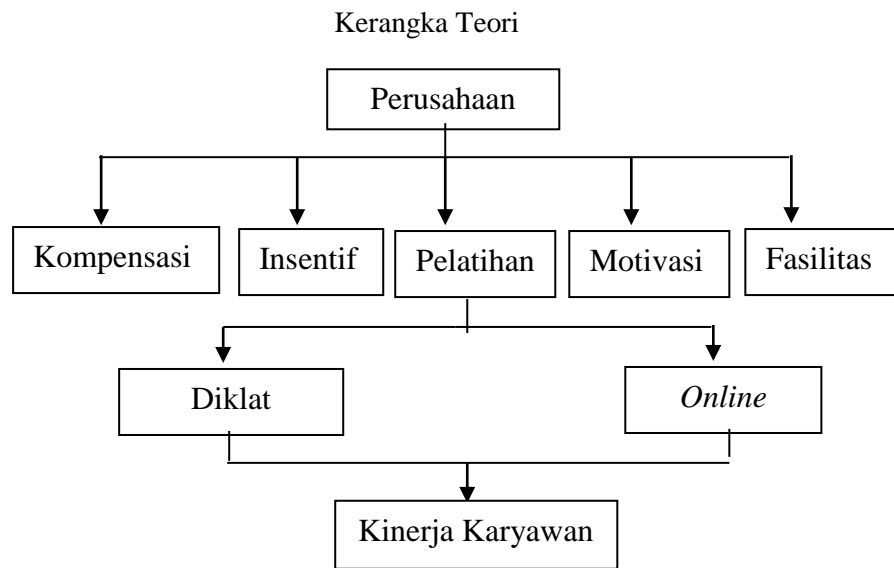 Kerangka Teori
Perusahaan
Kompensasi
Insentif
Pelatihan
Motivasi
Fasilitas
Diklat
Online
Kinerja Karyawan